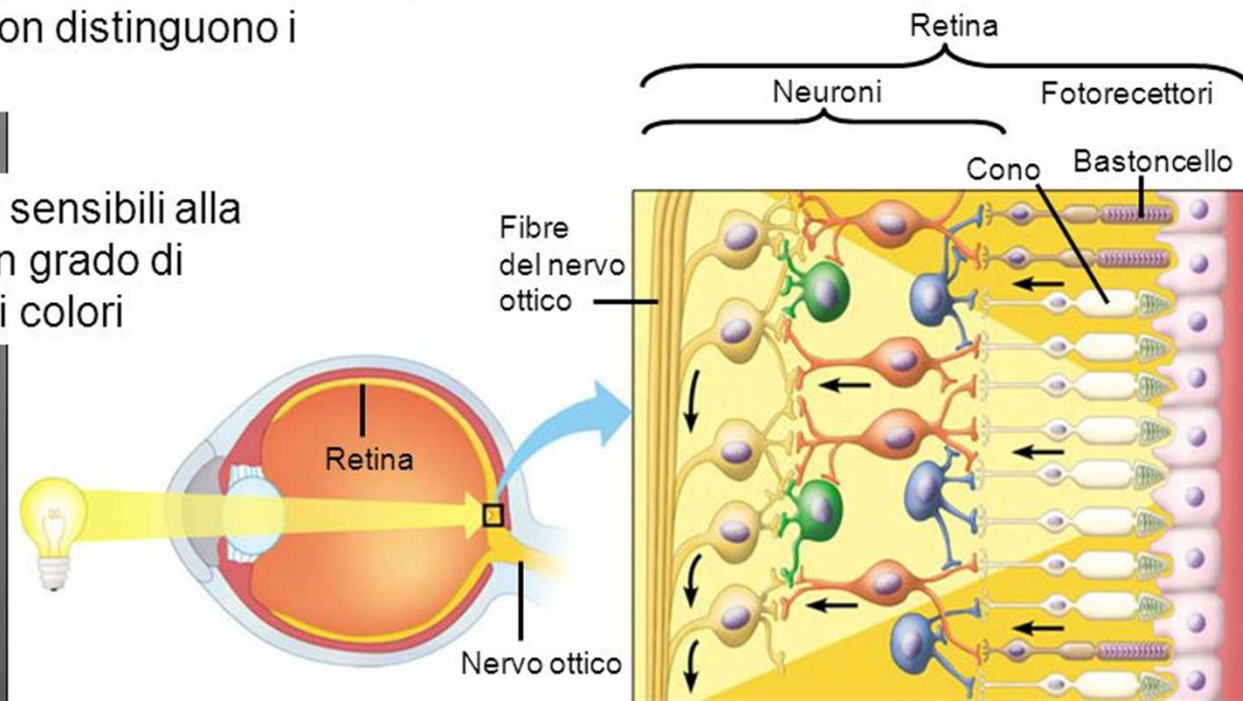 on distinguono i
sensibili alla
n grado di
i colori
Retina
Neuroni
Fotorecettori
Cono
Bastoncello
Fibre
del nervo
ottico
Retina
Nervo ottico